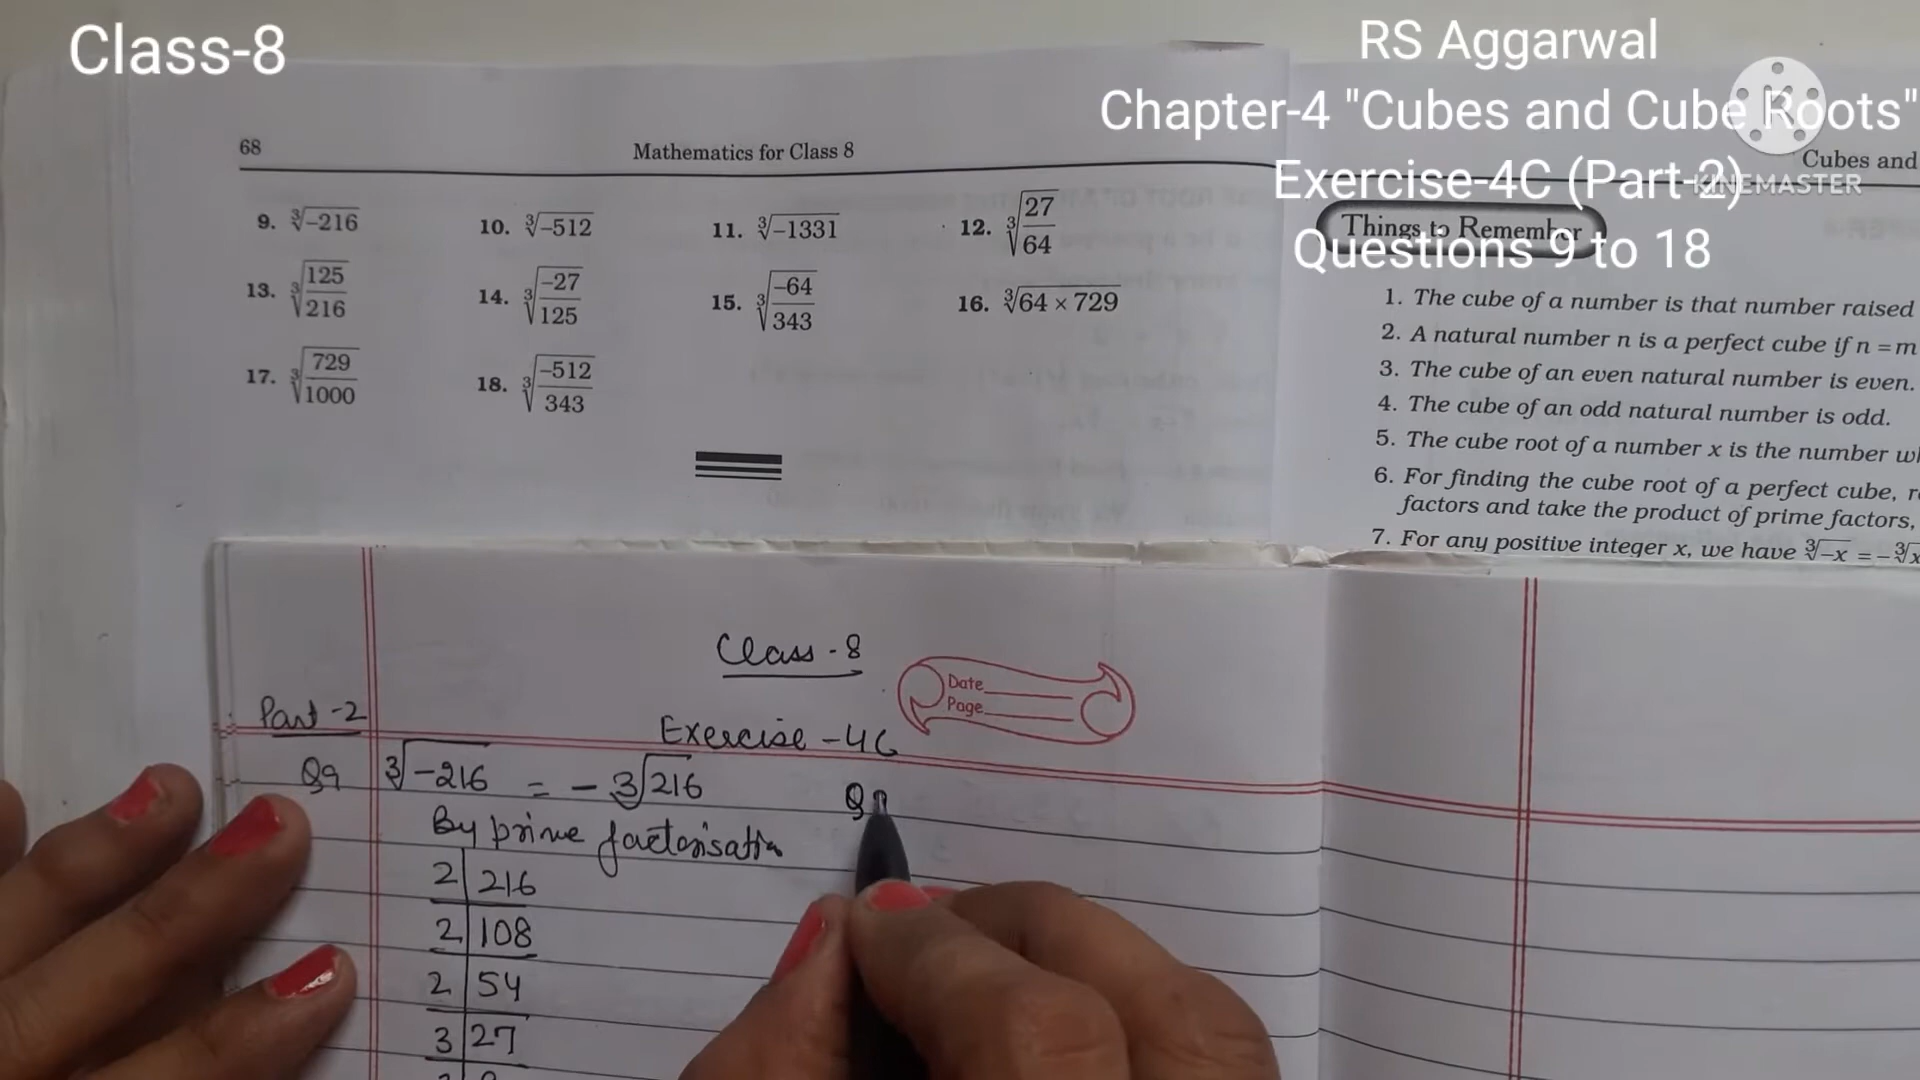 Class-8
RS Aggarwal
Chapter-4 "Cubes and Cube Roots"
Exercise-4C (Part-2)
Questions 9 to 18
KINEMASTER
68
Mathematics for Class 8
9. ∛-216 10. ∛-512 11. ∛-1331 12. ∛27/64
13. ∛125/216 14. ∛-27/125 15. ∛-64/343 16. ∛64 × 729
17. ∛729/1000 18. ∛-512/343
Cubes and
Things to Remember
1. The cube of a number is that number raised
2. A natural number n is a perfect cube if n = m
3. The cube of an even natural number is even.
4. The cube of an odd natural number is odd.
5. The cube root of a number x is the number
6. For finding the cube root of a perfect cube,
factors and take the product of prime factors,
7. For any positive integer x, we have ∛-x = -∛x
Class - 8
Date
Page
Part -2
Exercise - 4C
Q9 ∛-216 = - ∛216
By prime factorisation
2 | 216
2 | 108
2 | 54
3 | 27